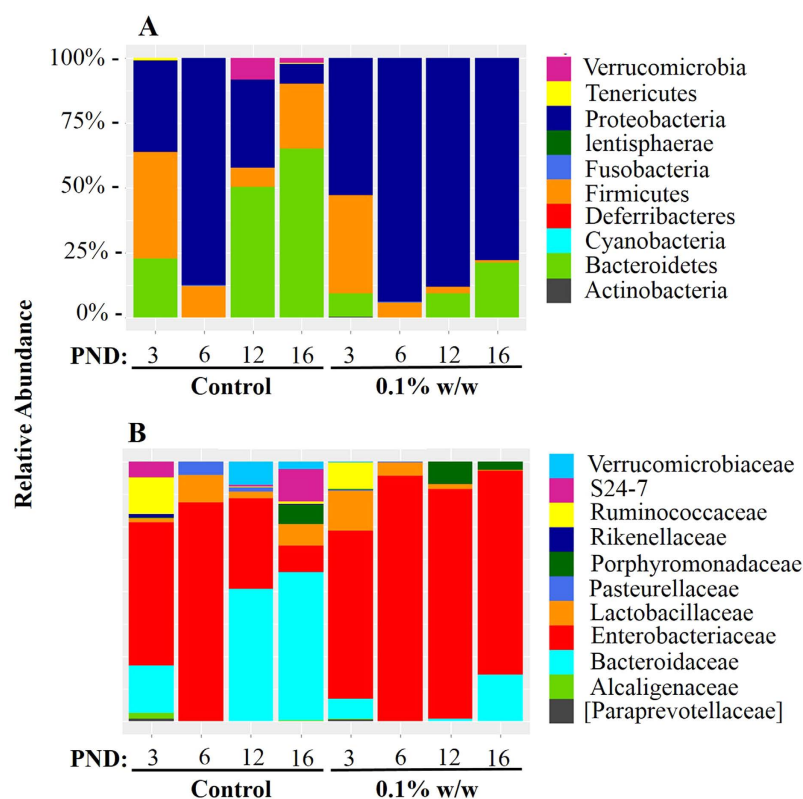 A
100%
75%
50%
25%
0%
Verrucomicrobia
Tenericutes
Proteobacteria
lentisphaerae
Fusobacteria
Firmicutes
Deferribacteres
Cyanobacteria
Bacteroidetes
Actinobacteria
PND: 3 6 12 16 3 6 12 16
Control 0.1% w/w
Relative Abundance
B
Verrucomicrobiaceae
S24-7
Ruminococcaceae
Rikenellaceae
Porphyromonadaceae
Pasteurellaceae
Lactobacillaceae
Enterobacteriaceae
Bacteroidaceae
Alcaligenaceae
[Paraprevotellaceae]
PND: 3 6 12 16 3 6 12 16
Control 0.1% w/w